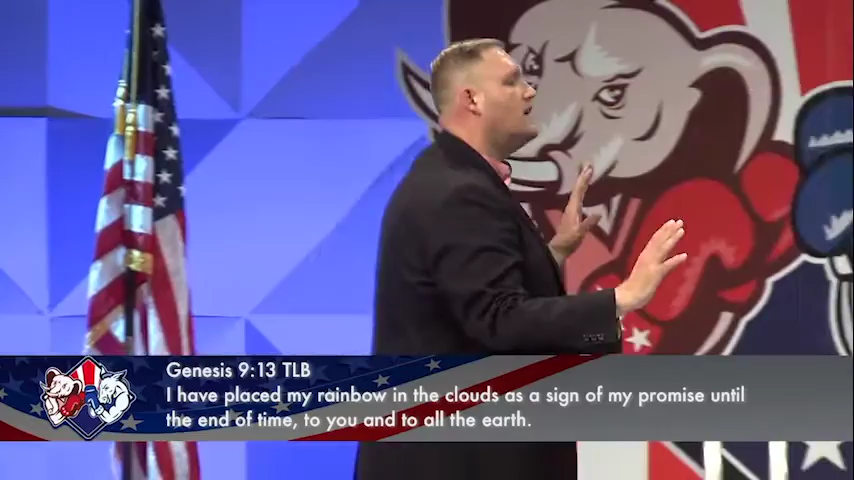 Genesis 9:13 TLB
I have placed my rainbow in the clouds as a sign of my promise until
the end of time, to you and to all the earth.